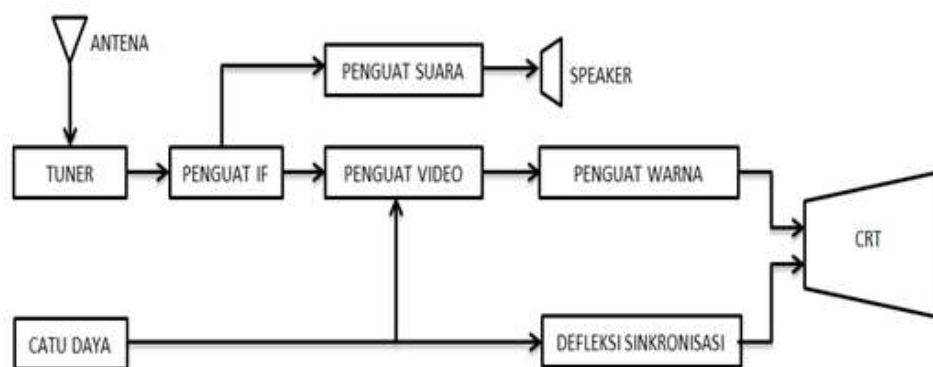 ANTENA
PENGUAT SUARA
SPEAKER
TUNER
PENGUAT IF
PENGUAT VIDEO
PENGUAT WARNA
CRT
CATU DAYA
DEFLEKSI SINKRONISASI